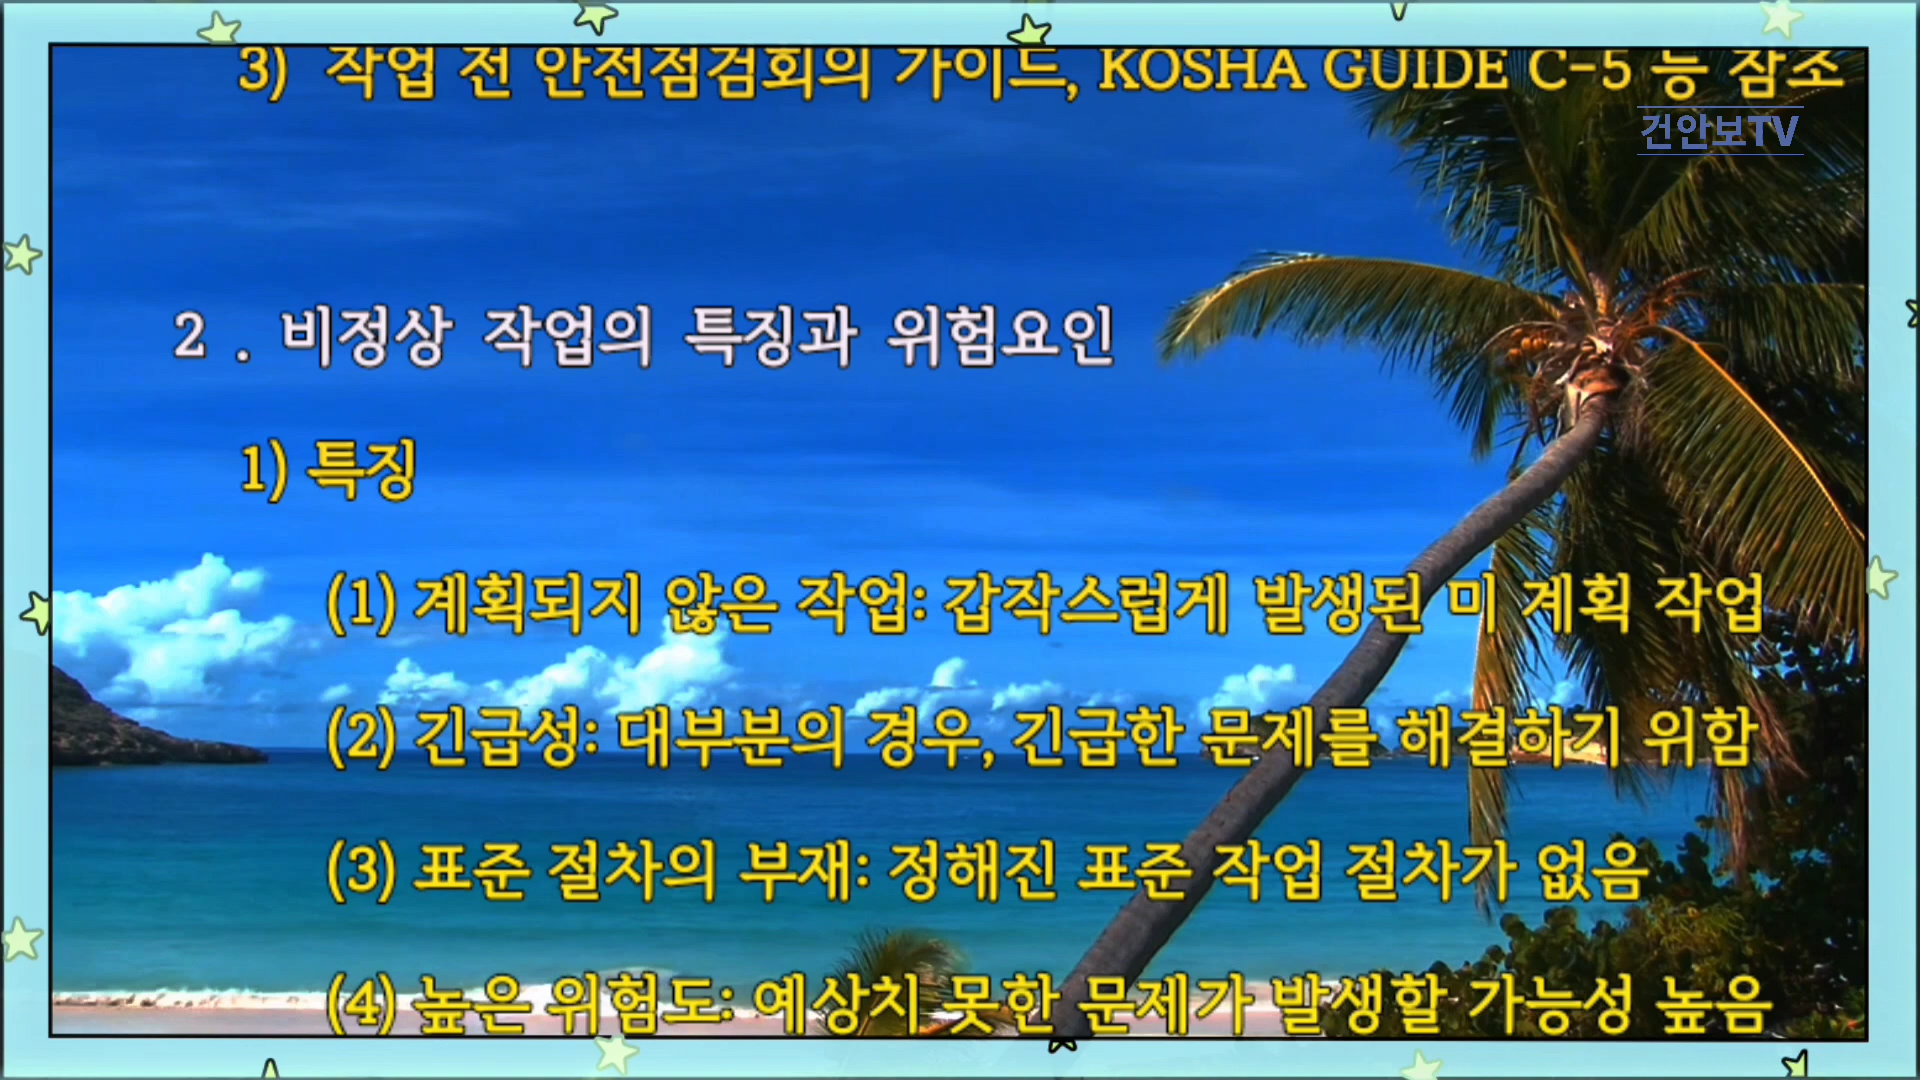 3) 작업 전 안전점검회의 가이드, KOSHA GUIDE C-5 등 참조
건안보TV
2 . 비정상 작업의 특징과 위험요인
1) 특징
(1) 계획되지 않은 작업: 갑작스럽게 발생된 미 계획 작업
(2) 긴급성: 대부분의 경우, 긴급한 문제를 해결하기 위함
(3) 표준 절차의 부재: 정해진 표준 작업 절차가 없음
(4) 높은 위험도: 예상치 못한 문제가 발생할 가능성 높음